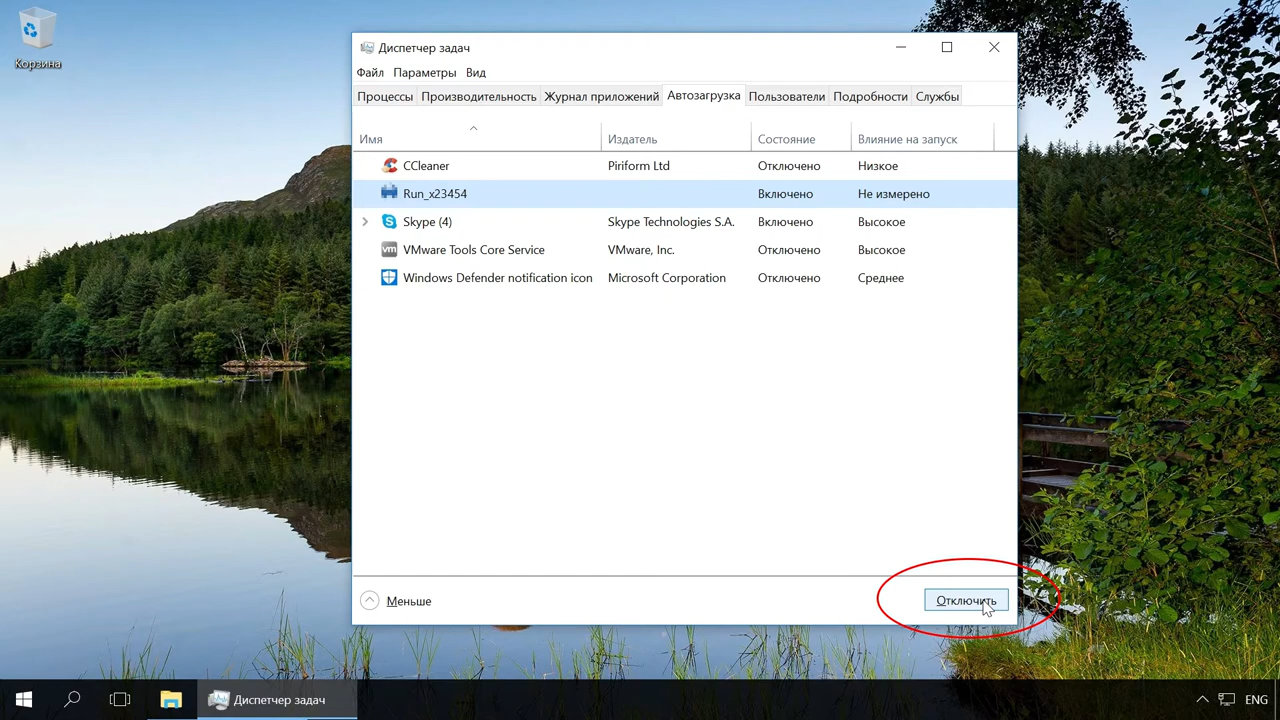 Корзина
Диспетчер задач
Файл Параметры Вид
Процессы Производительность Журнал приложений Автозагрузка Пользователи Подробности Службы
Имя Издатель Состояние Влияние на запуск
CCleaner Piriform Ltd Отключено Низкое
Run_x23454 Включено Не измерено
Skype (4) Skype Technologies S.A. Включено Высокое
vm VMware Tools Core Service VMware, Inc. Отключено Высокое
Windows Defender notification icon Microsoft Corporation Отключено Среднее
Меньше Отключить
Диспетчер задач ENG